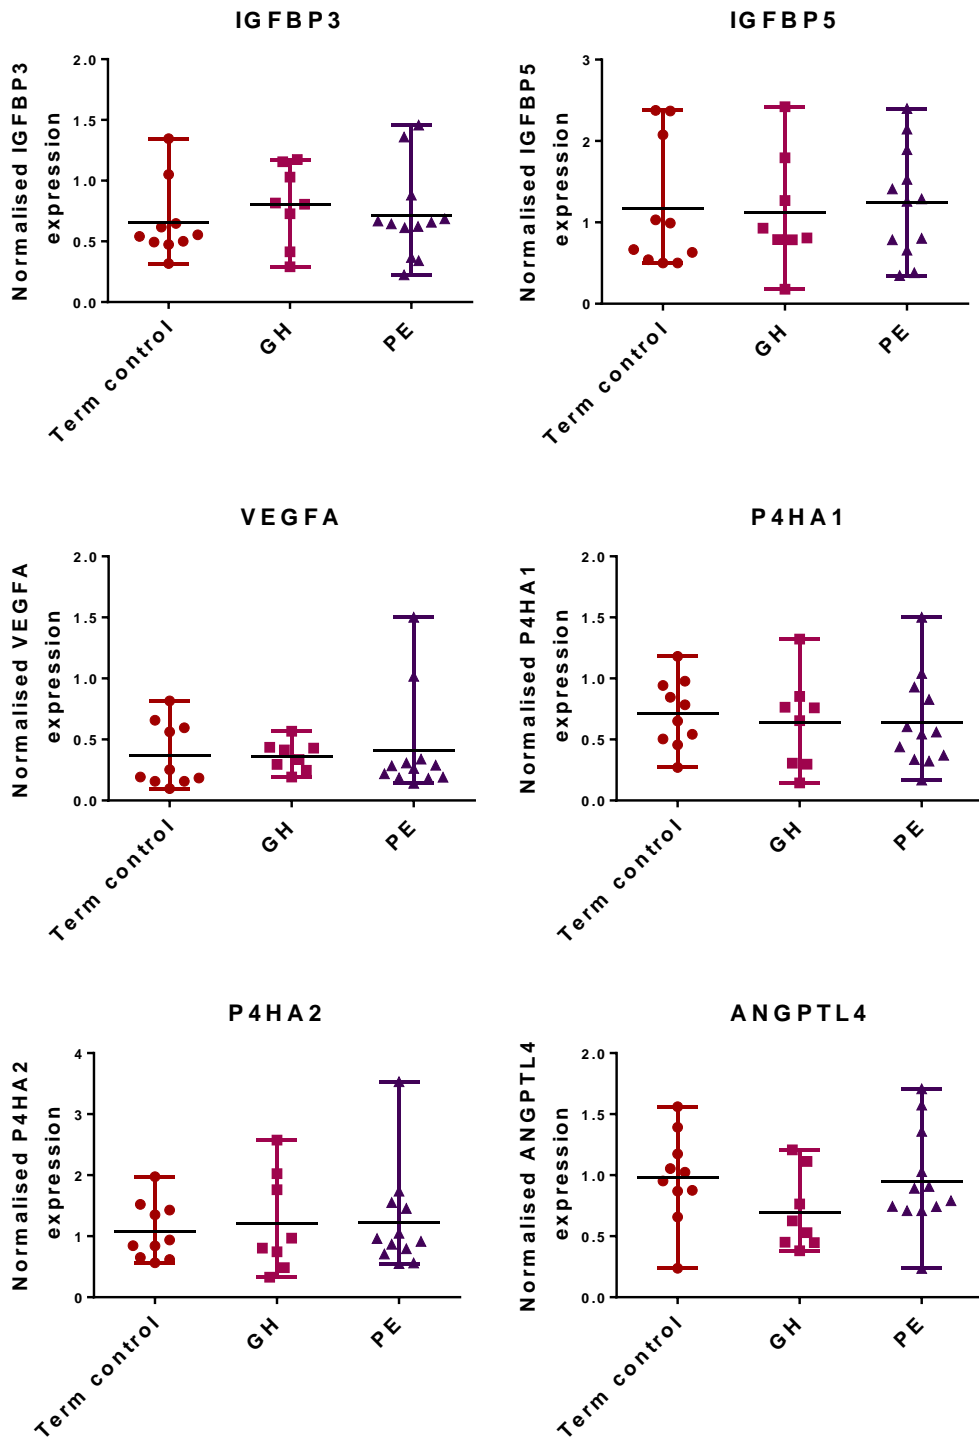 IGFBP3
Normalised IGFBP3
expression
2.0
1.5
1.0
0.5
0.0
Term control
GH
PE
IGFBP5
Normalised IGFBP5
expression
3
2
1
0
Term control
GH
PE
VEGFA
Normalised VEGFA
expression
2.0
1.5
1.0
0.5
0.0
Term control
GH
PE
P4HA1
Normalised P4HA1
expression
2.0
1.5
1.0
0.5
0.0
Term control
GH
PE
P4HA2
Normalised P4HA2
expression
4
3
2
1
0
Term control
GH
PE
ANGPTL4
Normalised ANGPTL4
expression
2.0
1.5
1.0
0.5
0.0
Term control
GH
PE